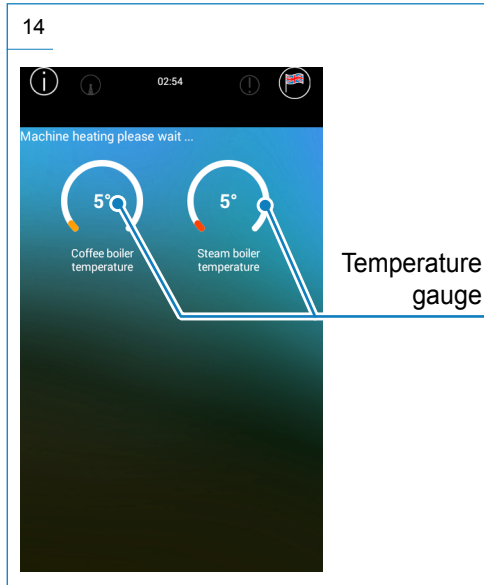 14
02:54
Machine heating please wait ...
5°
5°
Coffee boiler
temperature
Steam boiler
temperature
Temperature
gauge